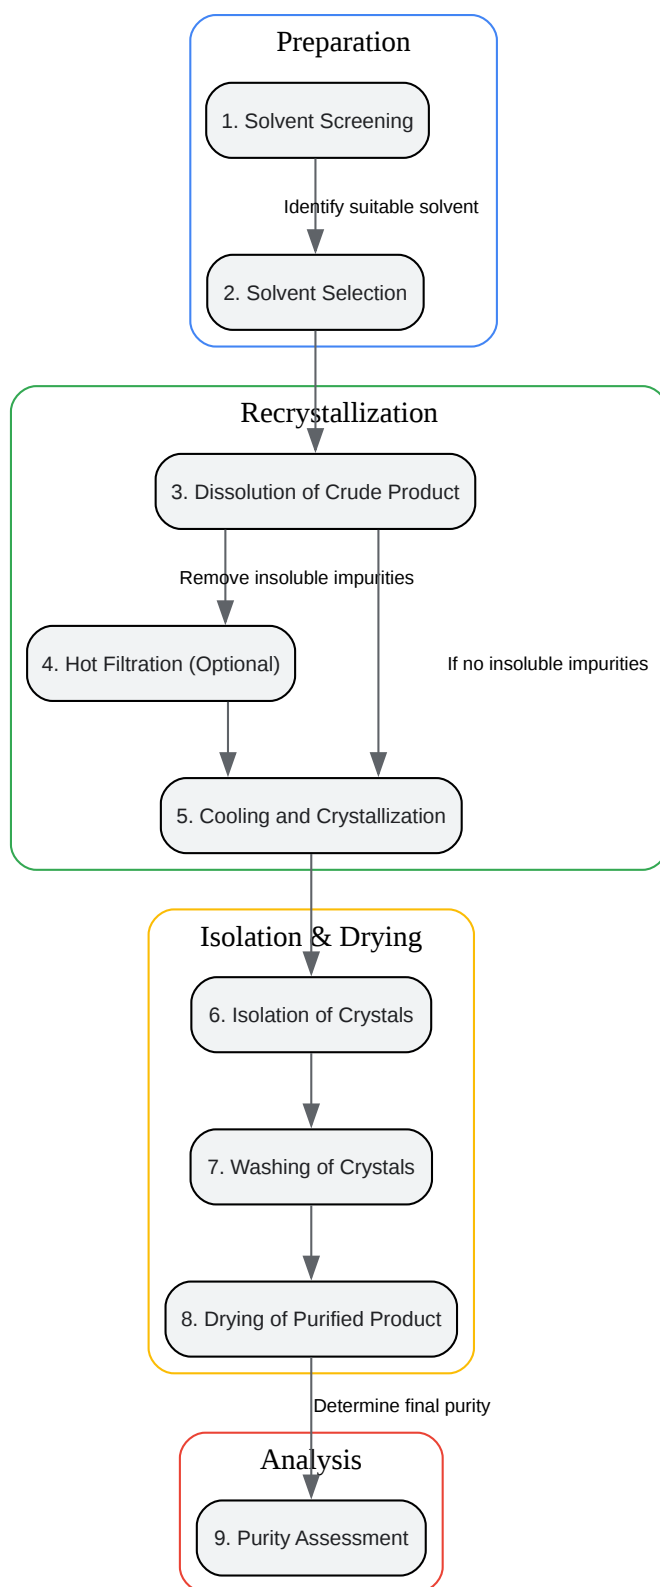 Preparation
1. Solvent Screening
Identify suitable solvent
2. Solvent Selection
Recrystallization
3. Dissolution of Crude Product
Remove insoluble impurities
4. Hot Filtration (Optional)
If no insoluble impurities
5. Cooling and Crystallization
Isolation & Drying
6. Isolation of Crystals
7. Washing of Crystals
8. Drying of Purified Product
Determine final purity
Analysis
9. Purity Assessment